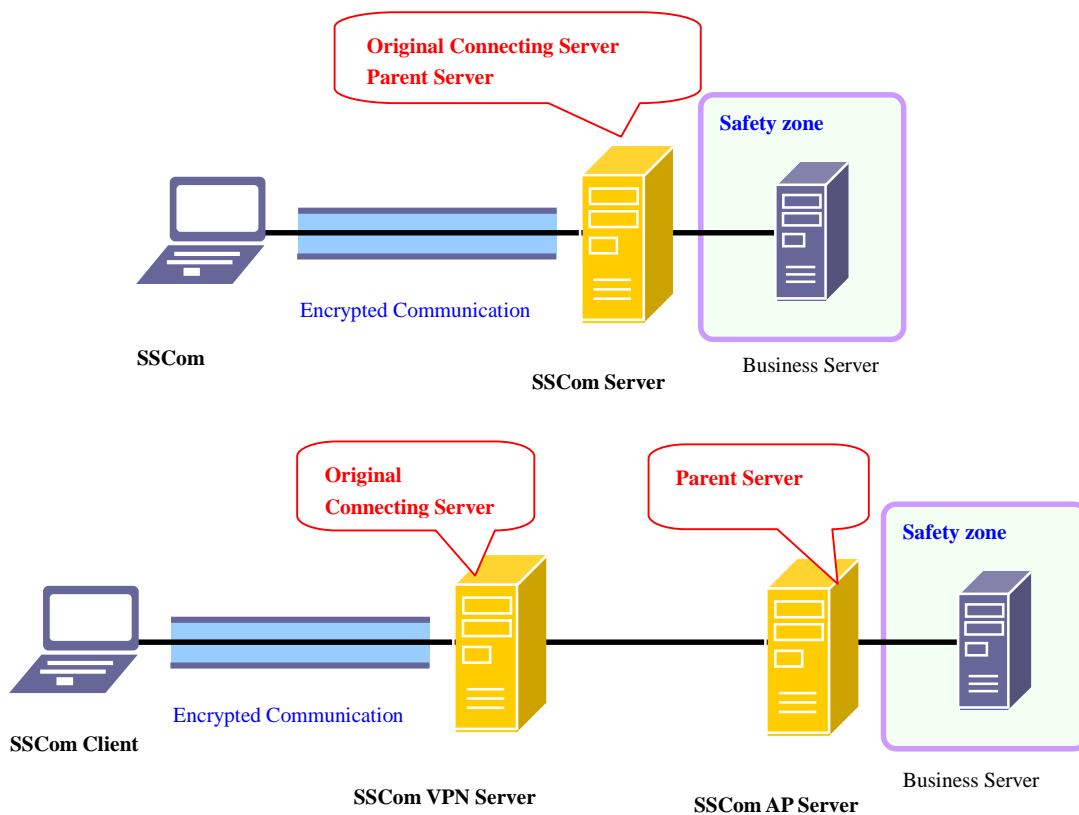 Original Connecting Server
Parent Server
Safety zone
Encrypted Communication
SSCom
SSCom Server
Business Server
Original
Connecting Server
Parent Server
Safety zone
Encrypted Communication
SSCom Client
SSCom VPN Server
SSCom AP Server
Business Server